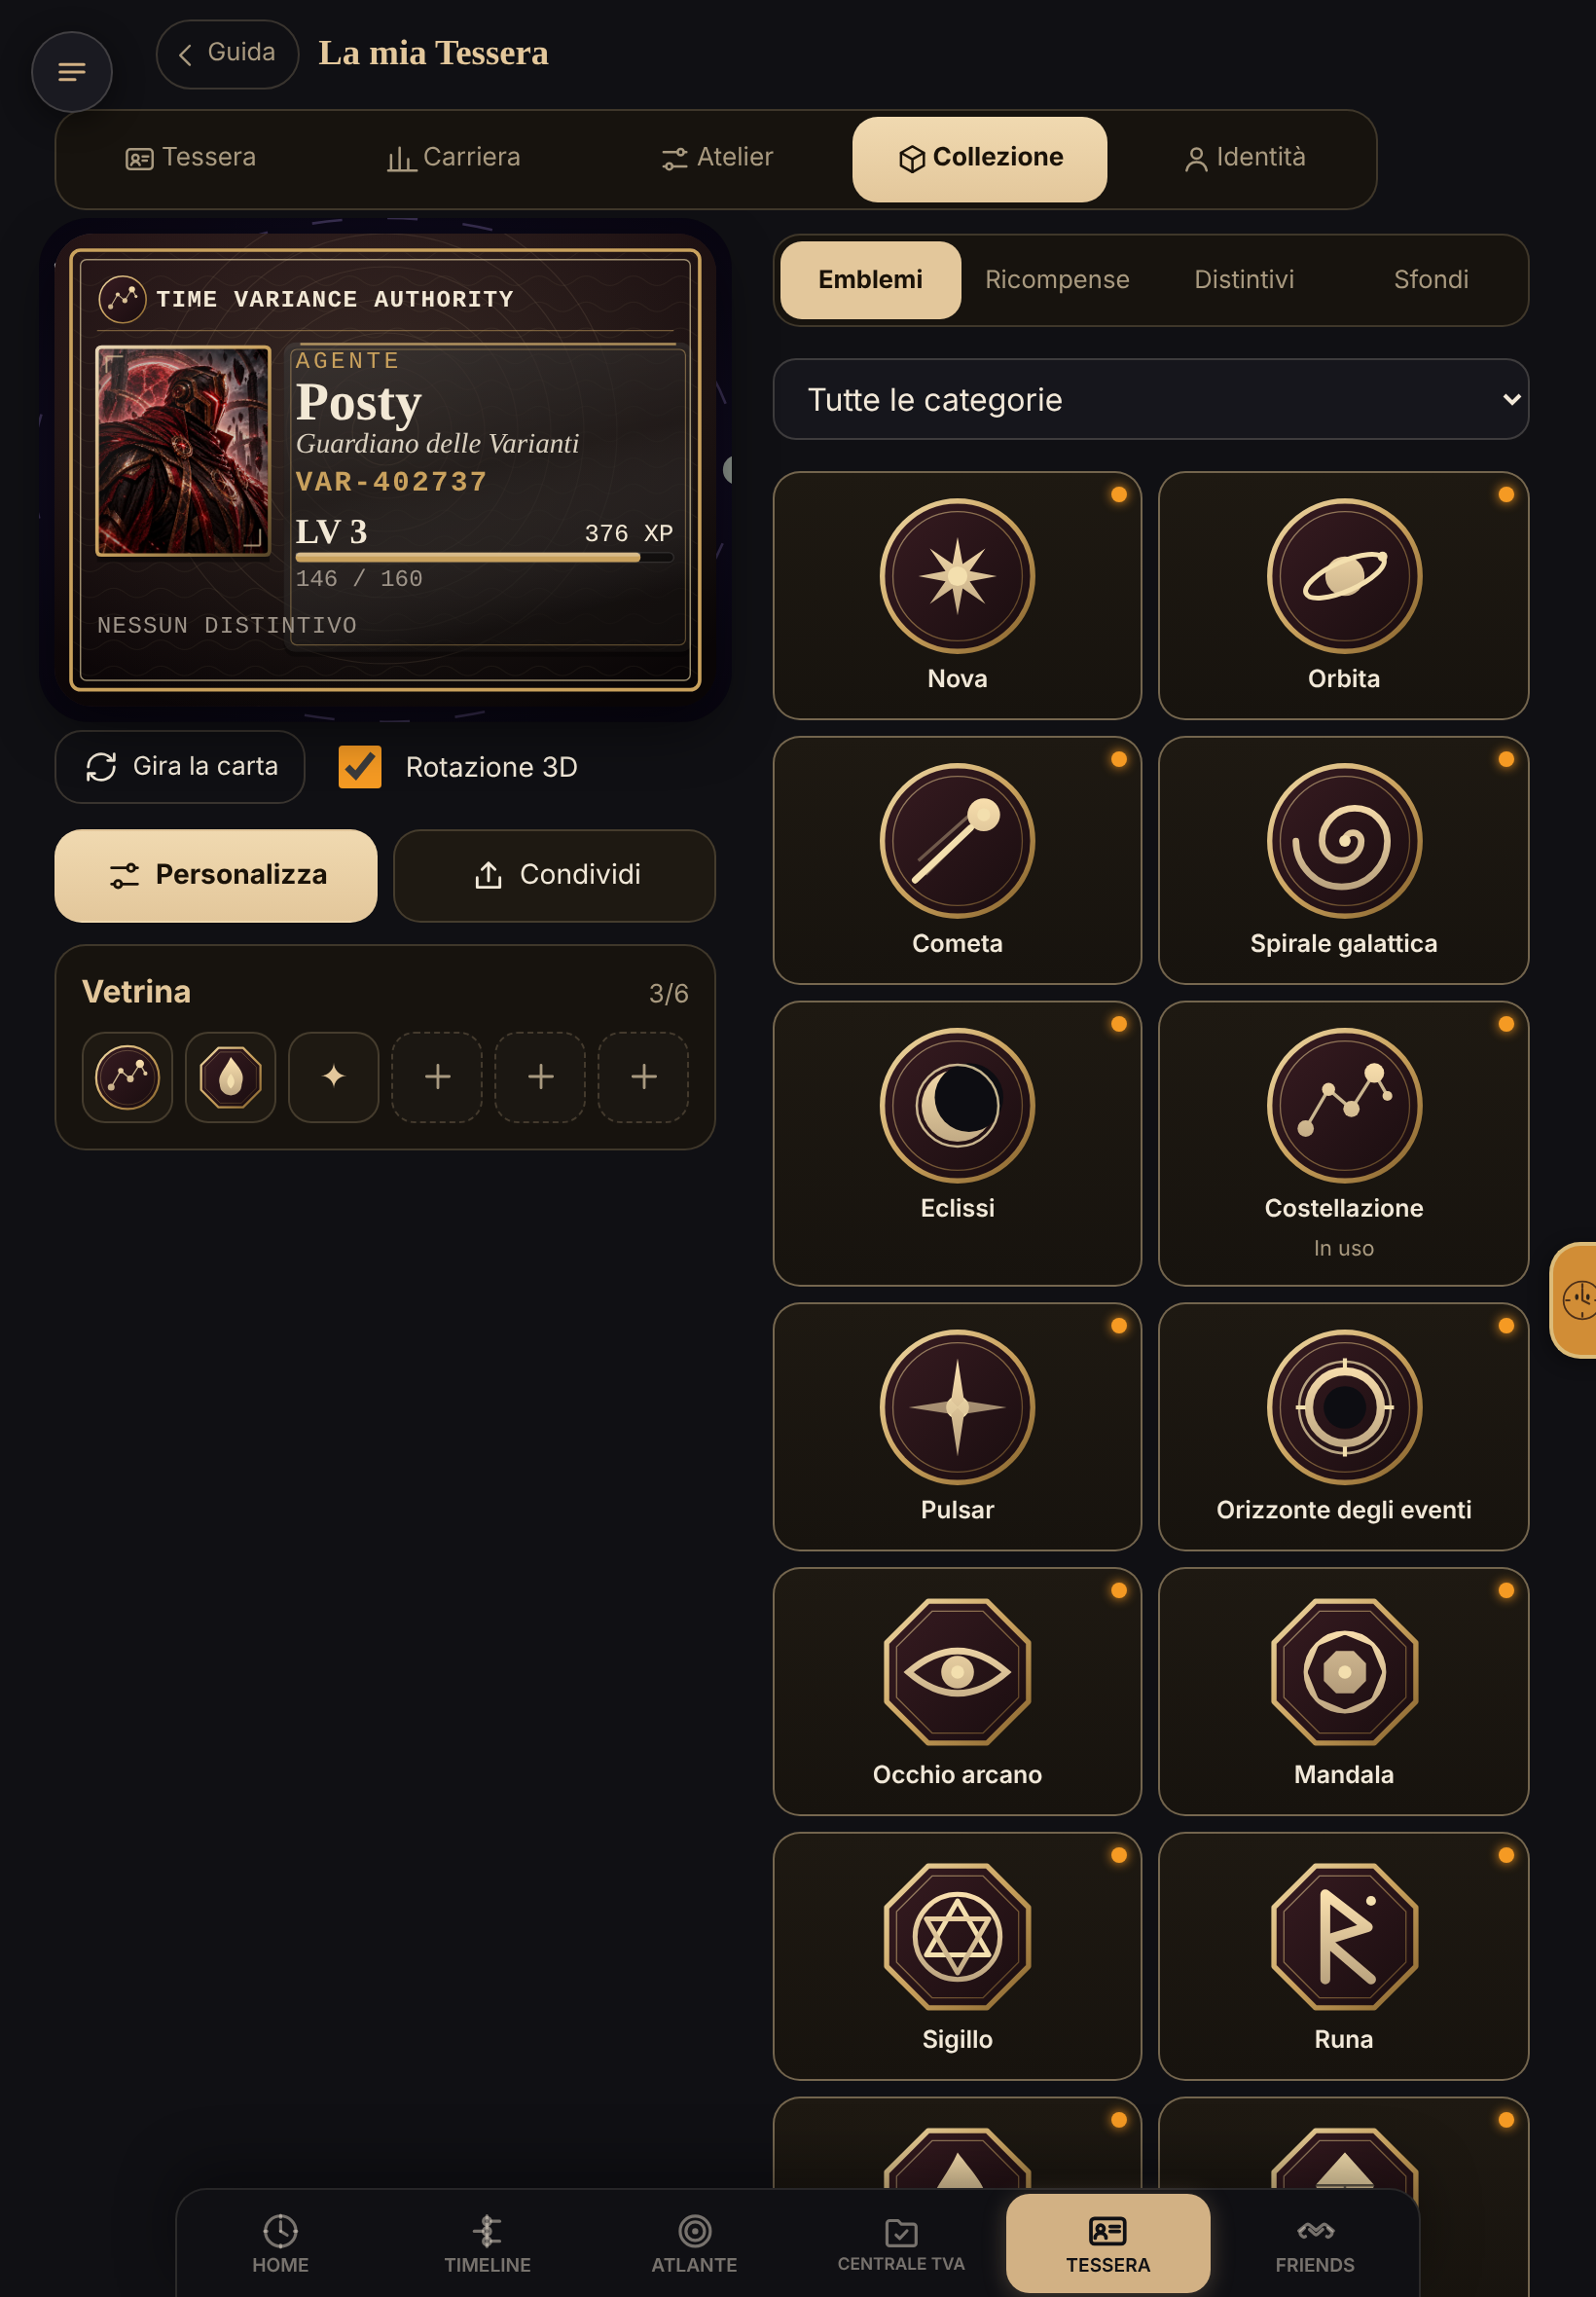 Guida
La mia Tessera
Tessera
Carriera
Atelier
Collezione
Identità
TIME VARIANCE AUTHORITY
AGENTE
Posty
Guardiano delle Varianti
VAR-402737
LV 3
376 XP
146 / 160
NESSUN DISTINTIVO
Gira la carta
Rotazione 3D
Personalizza
Condividi
Vetrina
3/6
Emblemi
Ricompense
Distintivi
Sfondi
Tutte le categorie
Nova
Orbita
Cometa
Spirale galattica
Eclissi
Costellazione
In uso
Pulsar
Orizzonte degli eventi
Occhio arcano
Mandala
Sigillo
Runa
HOME
TIMELINE
ATLANTE
CENTRALE TVA
TESSERA
FRIENDS